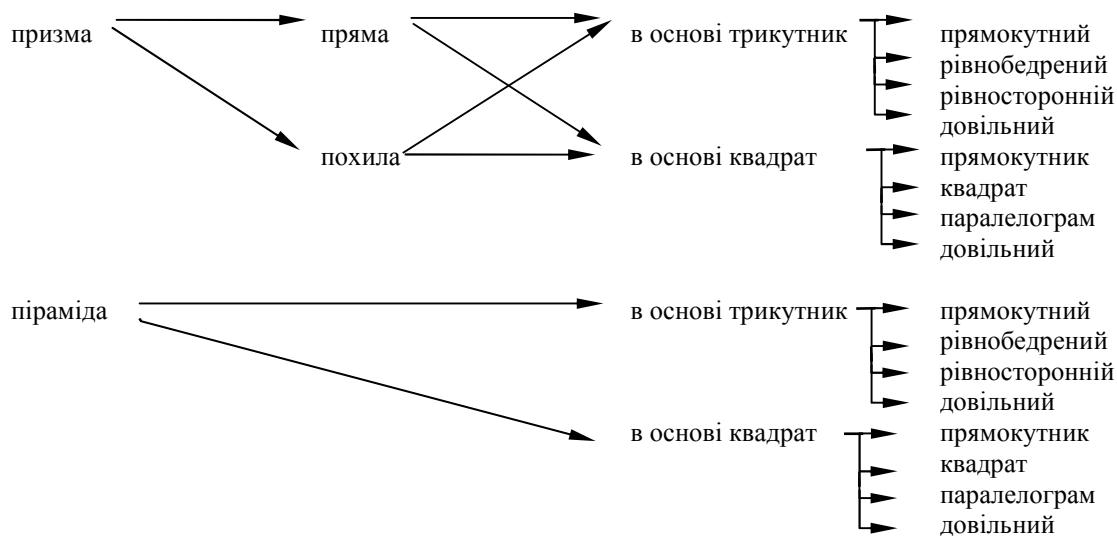 призма пряма в основі трикутник прямокутний
рівнобедрений
рівносторонній
довільний
похила в основі квадрат прямокутник
квадрат
паралелограм
довільний
піраміда в основі трикутник прямокутний
рівнобедрений
рівносторонній
довільний
в основі квадрат прямокутник
квадрат
паралелограм
довільний